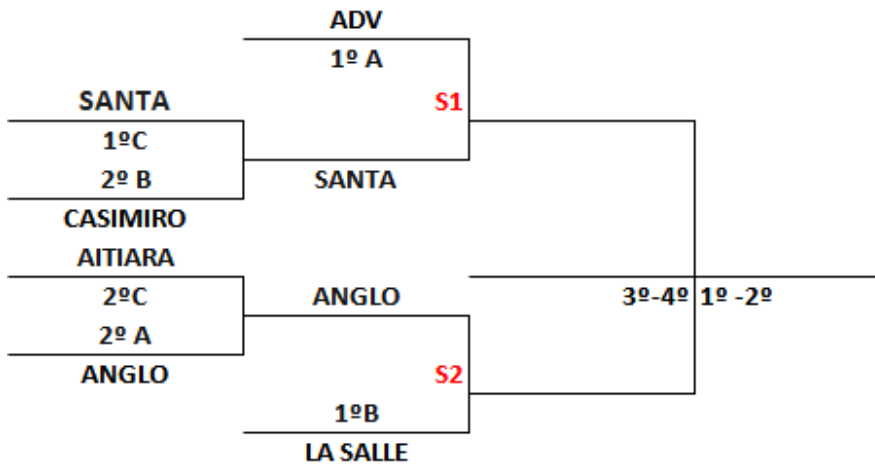 ADV
1º A
SANTA
S1
1ºC
2º B
SANTA
CASIMIRO
AITIARA
2ºC
ANGLO
3º-4º 1º -2º
2º A
ANGLO
S2
1ºB
LA SALLE